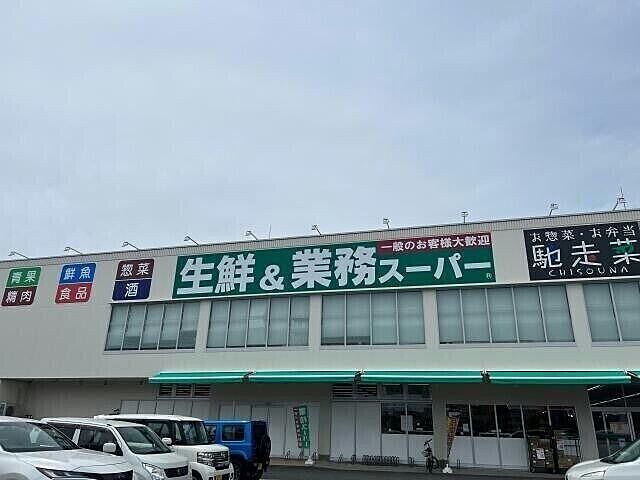 青果
精肉
鮮魚
食品
惣菜
酒
生鮮&業務スーパー®
一般のお客様大歓迎
お惣菜・お弁当
馳走菜
CHISOUNA